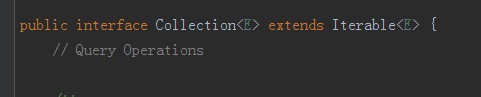 public interface Collection<E> extends Iterable<E> {
// Query Operations